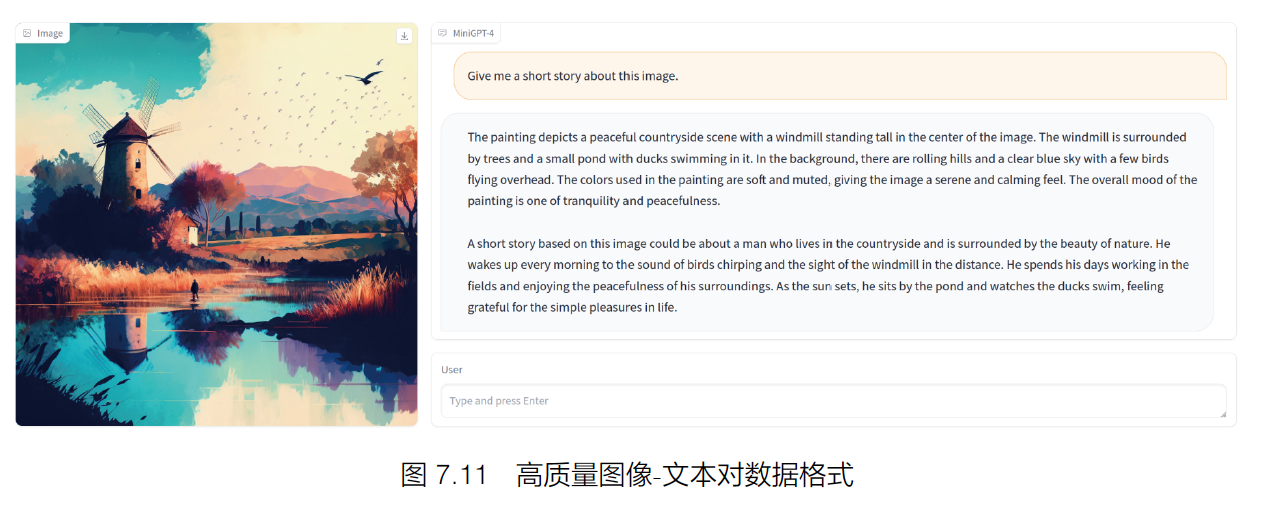 Image
MiniGPT-4
Give me a short story about this image.
The painting depicts a peaceful countryside scene with a windmill standing tall in the center of the image. The windmill is surrounded
by trees and a small pond with ducks swimming in it. In the background, there are rolling hills and a clear blue sky with a few birds
flying overhead. The colors used in the painting are soft and muted, giving the image a serene and calming feel. The overall mood of the
painting is one of tranquility and peacefulness.
A short story based on this image could be about a man who lives in the countryside and is surrounded by the beauty of nature. He
wakes up every morning to the sound of birds chirping and the sight of the windmill in the distance. He spends his days working in the
fields and enjoying the peacefulness of his surroundings. As the sun sets, he sits by the pond and watches the ducks swim, feeling
grateful for the simple pleasures in life.
User
Type and press Enter
图 7.11 高质量图像-文本对数据格式